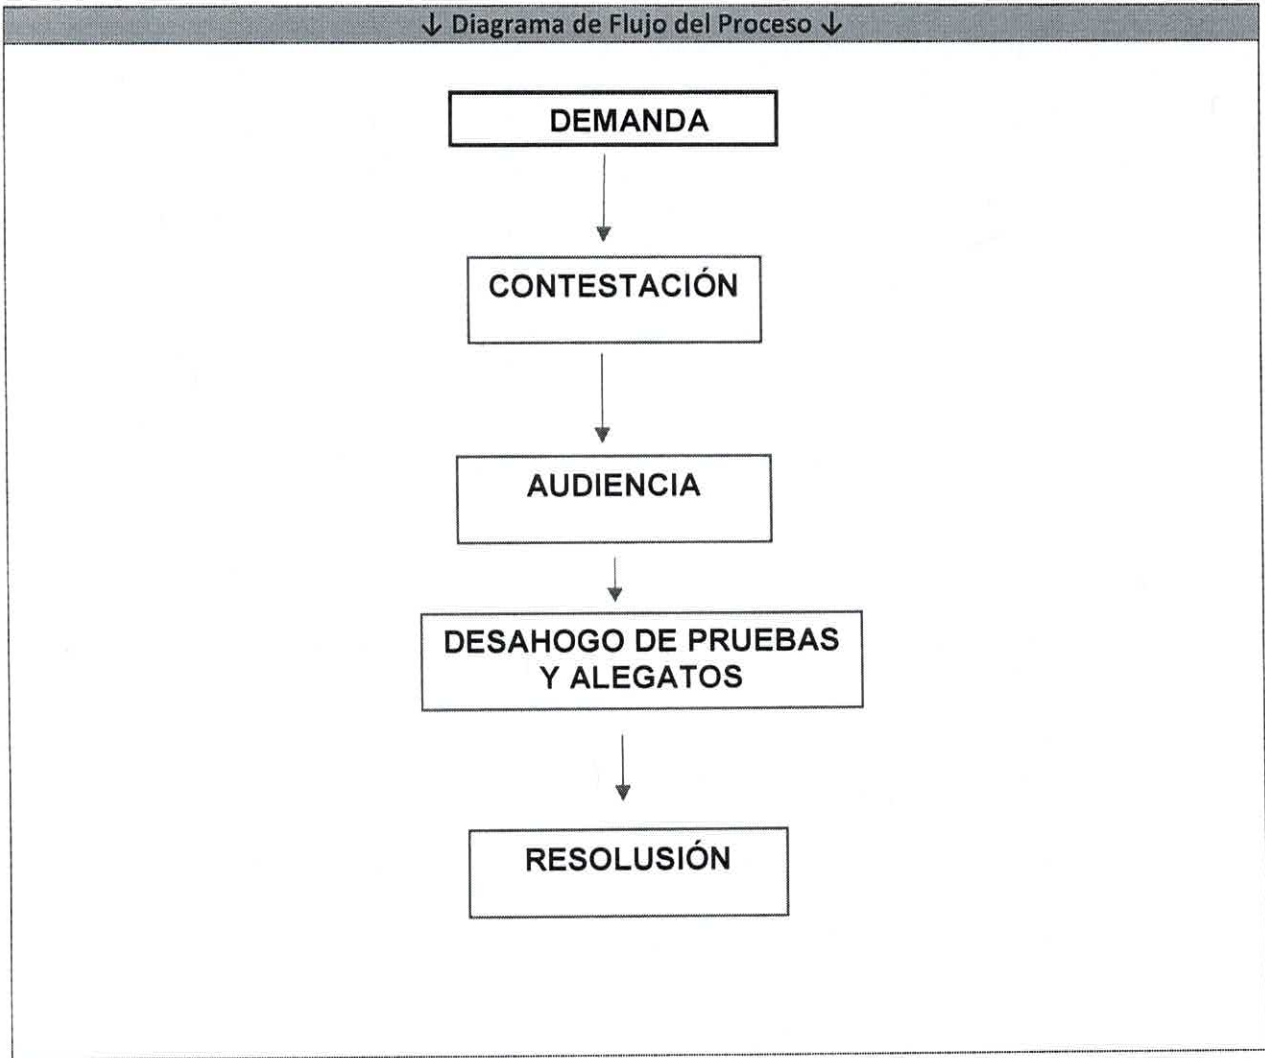 ↓ Diagrama de Flujo del Proceso ↓
DEMANDA
CONTESTACIÓN
AUDIENCIA
DESAHOGO DE PRUEBAS
Y ALEGATOS
RESOLUSIÓN